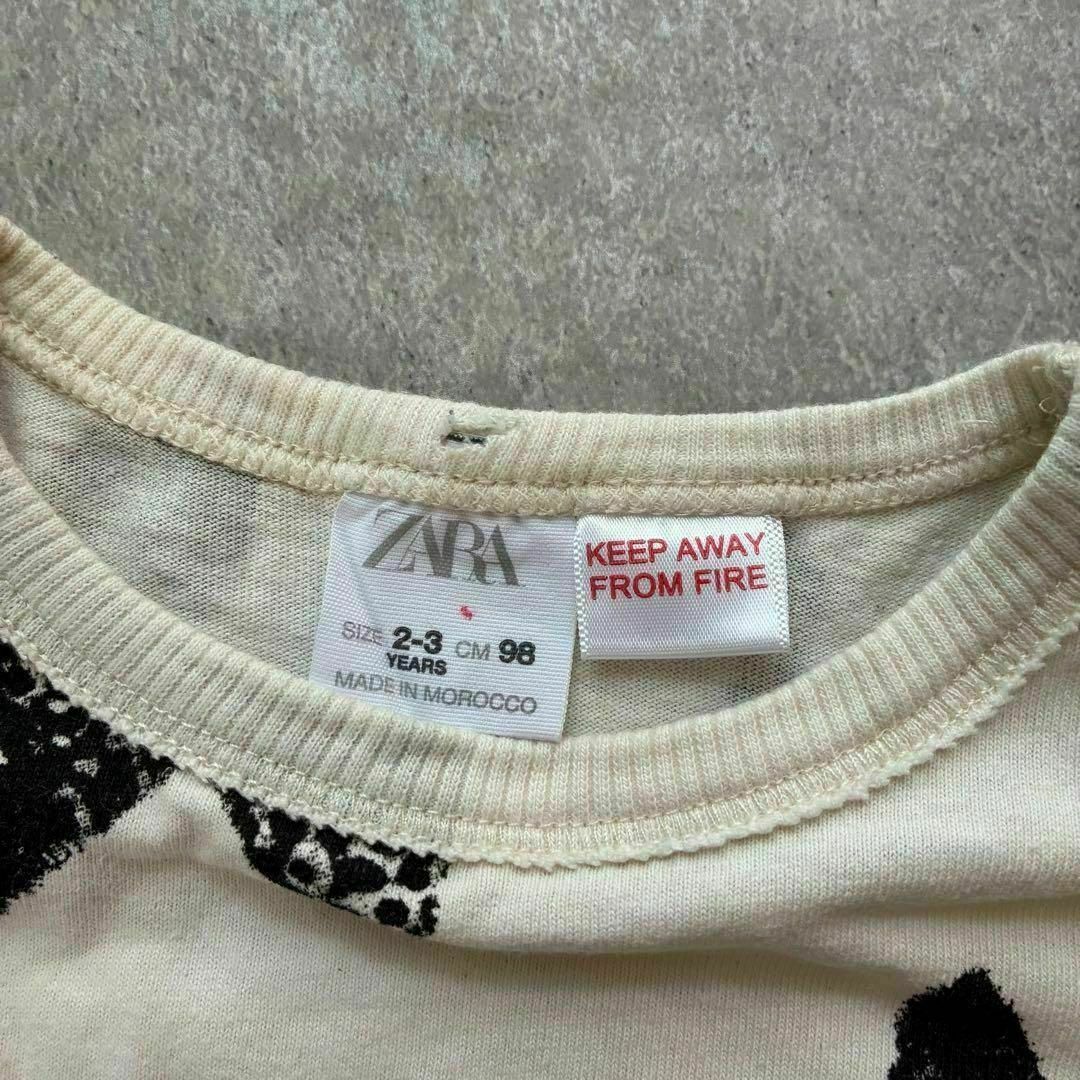 ZARA
SIZE 2-3 CM 98
YEARS
MADE IN MOROCCO
KEEP AWAY
FROM FIRE